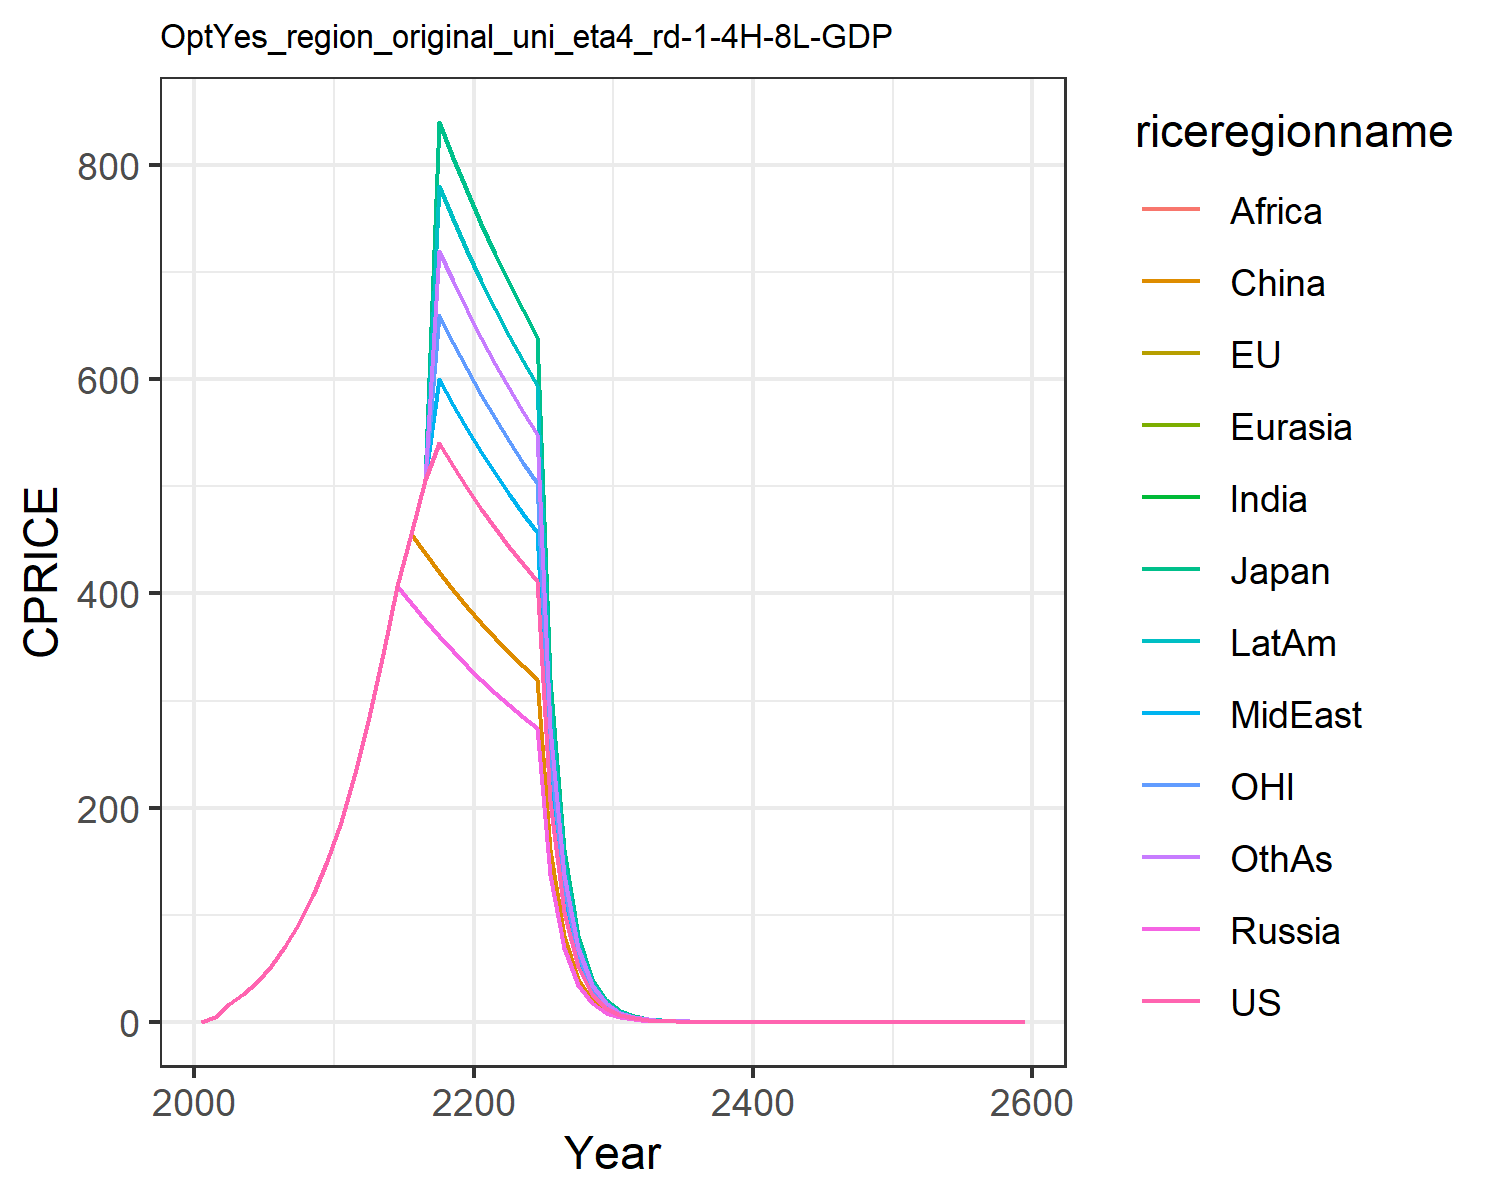 OptYes_region_original_uni_eta4_rd-1-4H-8L-GDP
CPRICE
800
600
400
200
0
2000
2200
2400
2600
Year
riceregionname
Africa
China
EU
Eurasia
India
Japan
LatAm
MidEast
OHI
OthAs
Russia
US